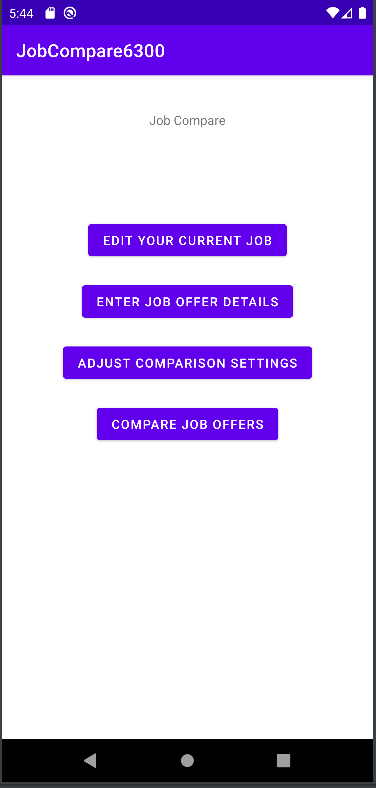 5:44
JobCompare6300
Job Compare
EDIT YOUR CURRENT JOB
ENTER JOB OFFER DETAILS
ADJUST COMPARISON SETTINGS
COMPARE JOB OFFERS